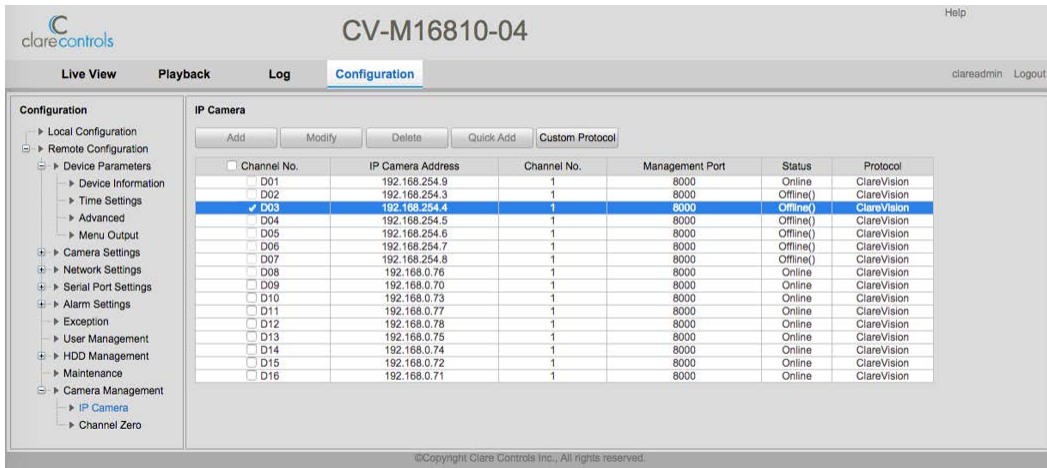 clarecontrols
CV-M16810-04
Help
Live View Playback Log Configuration
clareadmin Logout
Configuration
Local Configuration
Remote Configuration
Device Parameters
Device Information
Time Settings
Advanced
Menu Output
Camera Settings
Network Settings
Serial Port Settings
Alarm Settings
Exception
User Management
HDD Management
Maintenance
Camera Management
IP Camera
Channel Zero
IP Camera
Add Modify Delete Quick Add Custom Protocol
Channel No. IP Camera Address Channel No. Management Port Status Protocol
D01 192.168.254.9 1 8000 Online ClareVision
D02 192.168.254.3 1 8000 Offline() ClareVision
D03 192.168.254.4 1 8000 Offline() ClareVision
D04 192.168.254.5 1 8000 Offline() ClareVision
D05 192.168.254.6 1 8000 Offline() ClareVision
D06 192.168.254.7 1 8000 Offline() ClareVision
D07 192.168.254.8 1 8000 Offline() ClareVision
D08 192.168.0.76 1 8000 Online ClareVision
D09 192.168.0.70 1 8000 Online ClareVision
D10 192.168.0.73 1 8000 Online ClareVision
D11 192.168.0.77 1 8000 Online ClareVision
D12 192.168.0.78 1 8000 Online ClareVision
D13 192.168.0.75 1 8000 Online ClareVision
D14 192.168.0.74 1 8000 Online ClareVision
D15 192.168.0.72 1 8000 Online ClareVision
D16 192.168.0.71 1 8000 Online ClareVision
©Copyright Clare Controls Inc., All rights reserved.